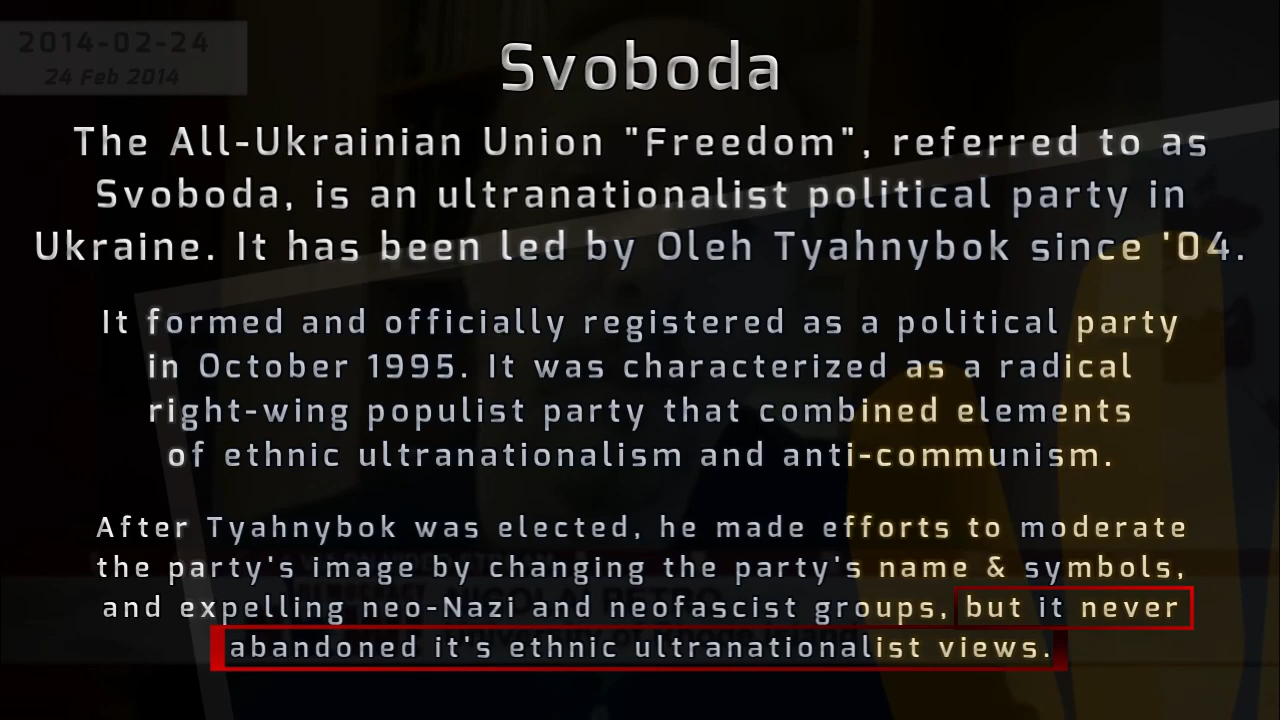 2014-02-24
24 Feb 2014
Svoboda
The All-Ukrainian Union "Freedom", referred to as
Svoboda, is an ultranationalist political party in
Ukraine. It has been led by Oleh Tyahnybok since '04.
It formed and officially registered as a political party
in October 1995. It was characterized as a radical
right-wing populist party that combined elements
of ethnic ultranationalism and anti-communism.
After Tyahnybok was elected, he made efforts to moderate
the party's image by changing the party's name & symbols,
and expelling neo-Nazi and neofascist groups, but it never
abandoned it's ethnic ultranationalist views.